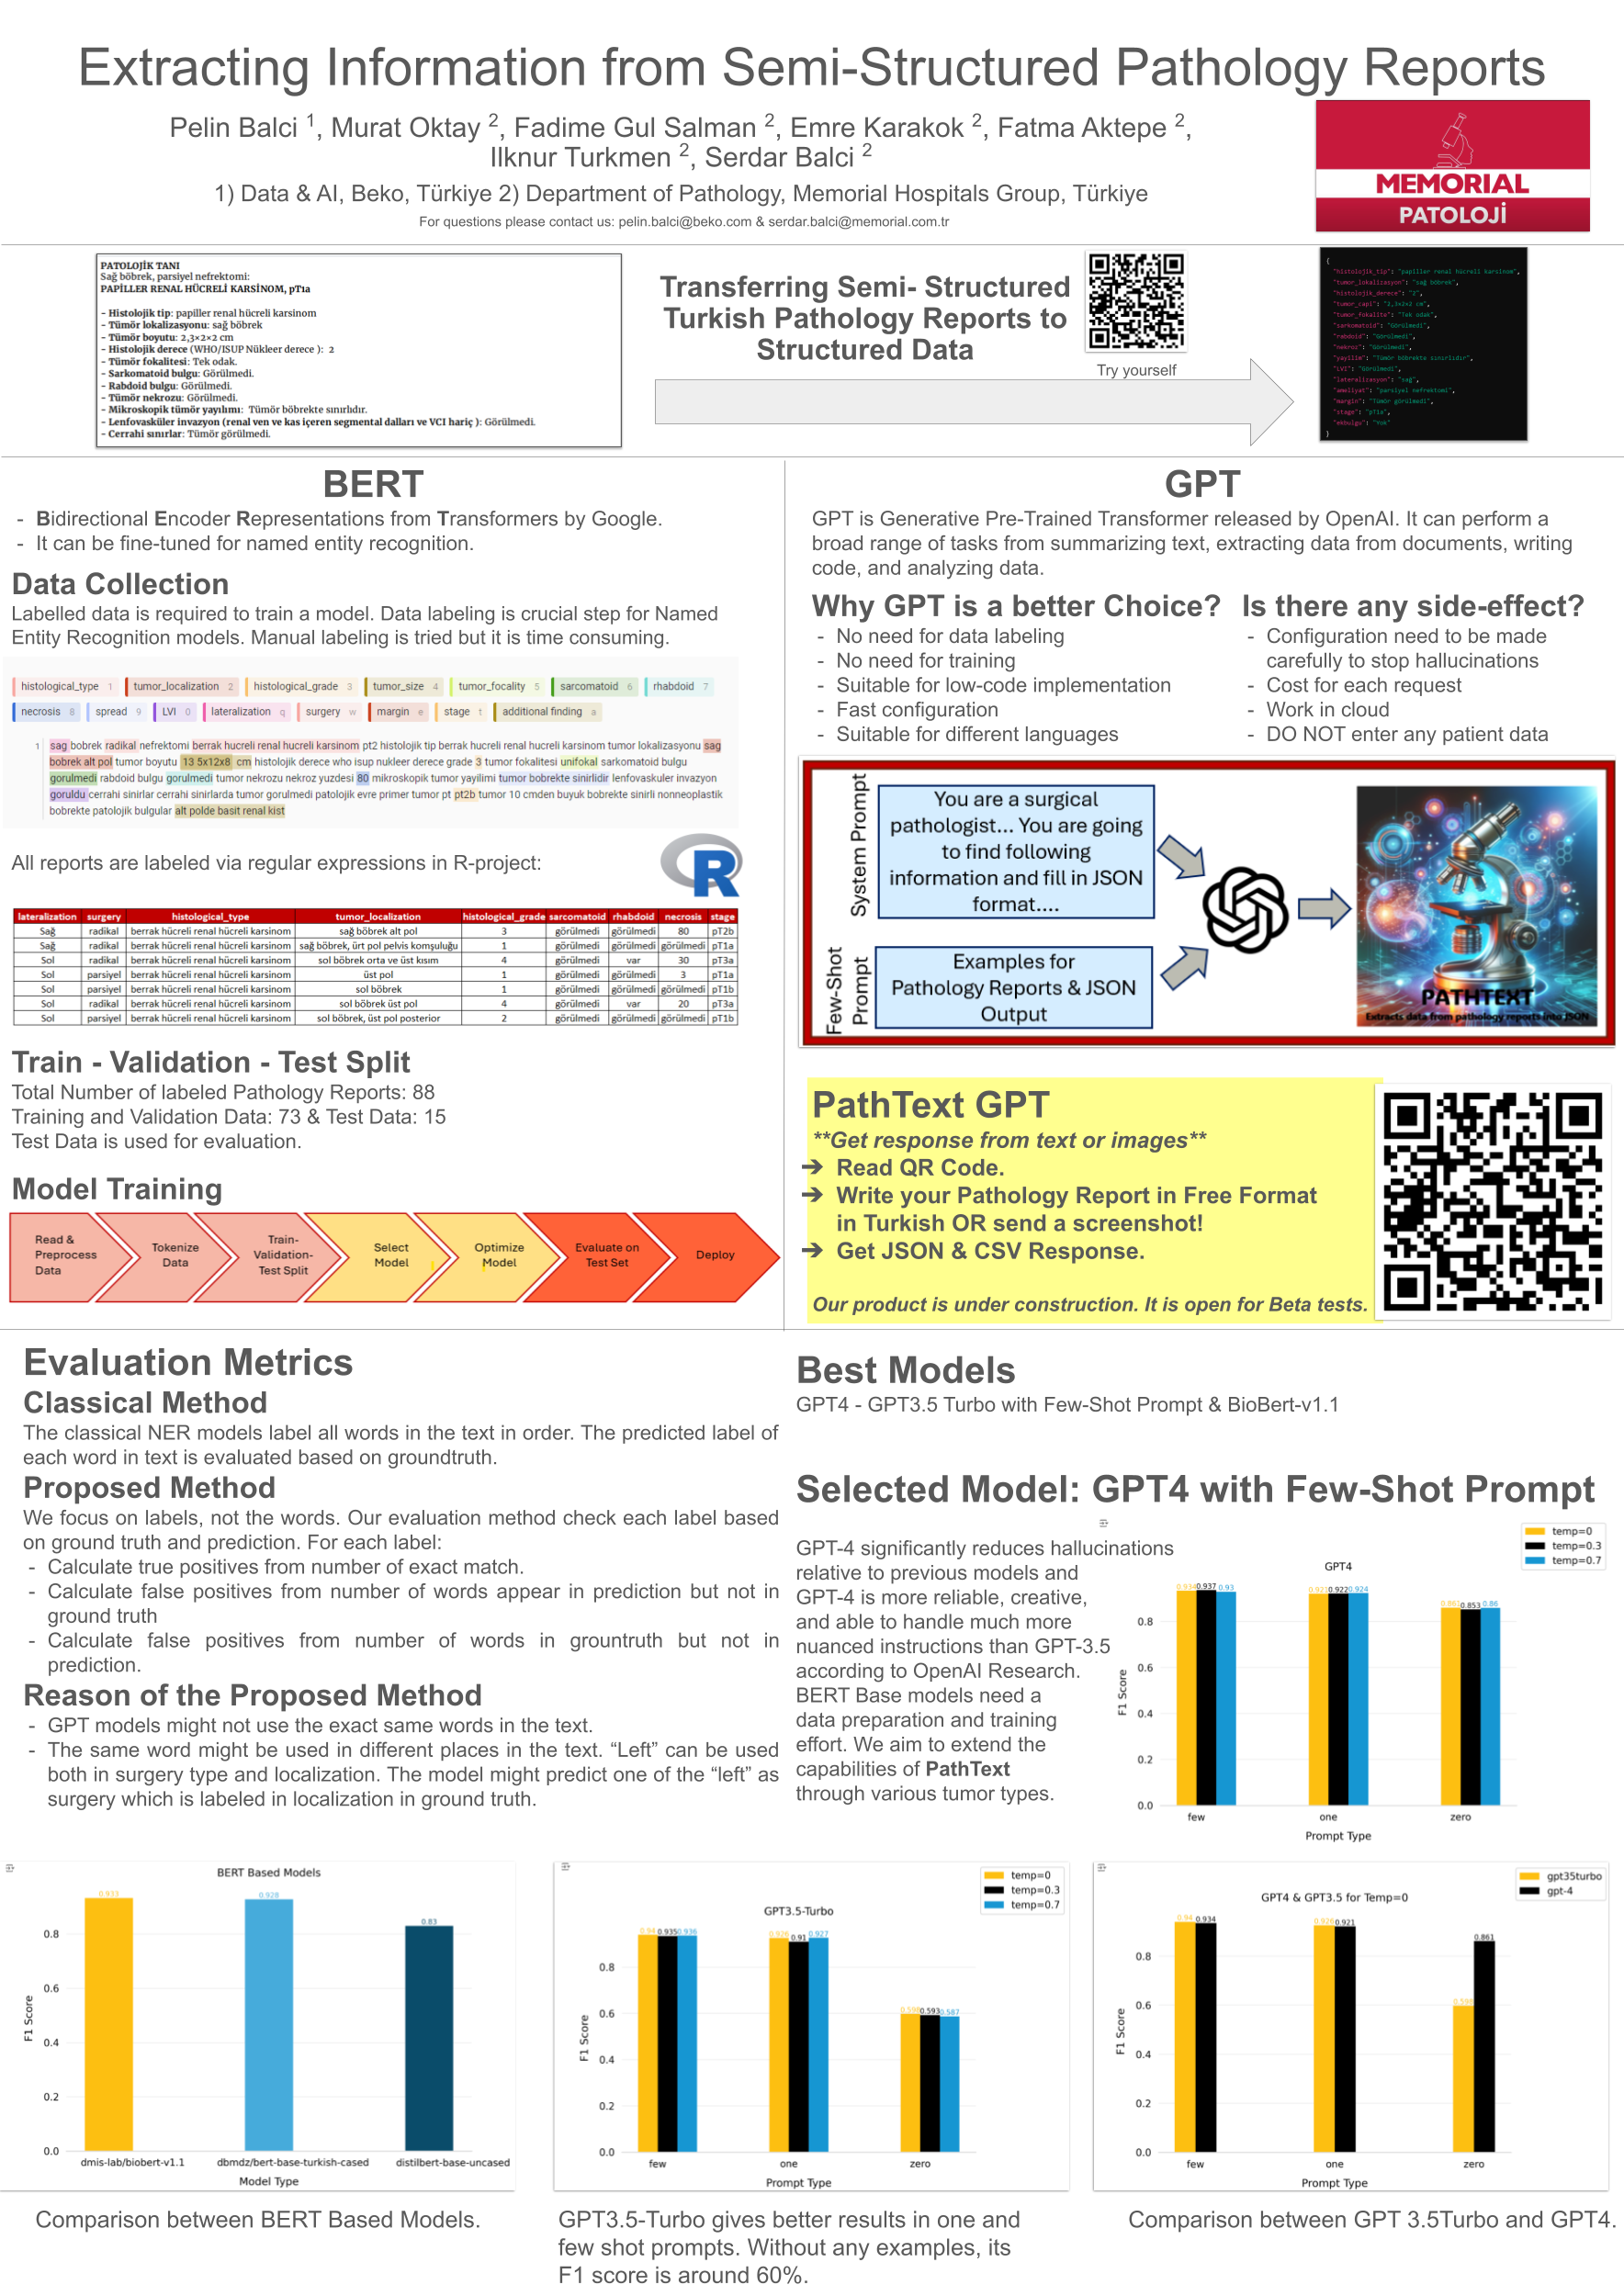 Extracting Information from Semi-Structured Pathology Reports
Pelin Balci 1, Murat Oktay 2, Fadime Gul Salman 2, Emre Karakok 2, Fatma Aktepe 2,
Ilknur Turkmen 2, Serdar Balci 2
1) Data & AI, Beko, Türkiye 2) Department of Pathology, Memorial Hospitals Group, Türkiye
For questions please contact us: pelin.balci@beko.com & serdar.balci@memorial.com.tr
MEMORIAL
PATOLOJİ
PATOLOJİK TANI
Sağ böbrek, parsiyel nefrektomi:
PAPİLLER RENAL HÜCRELİ KARSİNOM, pT1a
- Histolojik tip: papiller renal hücreli karsinom
- Tümör lokalizasyonu: sağ böbrek
- Tümör boyutu: 2,3×2×2 cm
- Histolojik derece (WHO/ISUP Nükleer derece ): 2
- Tümör fokalitesi: Tek odak.
- Sarkomatoid bulgu: Görülmedi.
- Rabdoid bulgu: Görülmedi.
- Tümör nekrozu: Görülmedi.
- Mikroskopik tümör yayılımı: Tümör böbrekte sınırlıdır.
- Lenfovasküler invazyon (renal ven ve kas içeren segmental dalları ve VCI hariç ): Görülmedi.
- Cerrahi sınırlar: Tümör görülmedi.
Transferring Semi- Structured
Turkish Pathology Reports to
Structured Data
Try yourself
{
"histolojik_tip": "papiller renal hücreli karsinom",
"tumor_lokalizasyon": "sağ böbrek",
"histolojik_derece": "2",
"tumor_capi": "2,3×2×2 cm",
"tumor_fokalite": "Tek odak",
"sarkomatoid": "Görülmedi",
"rabdoid": "Görülmedi",
"nekroz": "Görülmedi",
"yayilim": "Tümör böbrekte sınırlıdır",
"LVI": "Görülmedi",
"lateralizasyon": "sağ",
"ameliyat": "parsiyel nefrektomi",
"margin": "Tümör görülmedi",
"stage": "pT1a",
"ekbulgu": "Yok"
}
BERT
- Bidirectional Encoder Representations from Transformers by Google.
- It can be fine-tuned for named entity recognition.
Data Collection
Labelled data is required to train a model. Data labeling is crucial step for Named
Entity Recognition models. Manual labeling is tried but it is time consuming.
histological_type 1 tumor_localization 2 histological_grade 3 tumor_size 4 tumor_focality 5 sarcomatoid 6 rhabdoid 7
necrosis 8 spread 9 LVI 0 lateralization q surgery w margin e stage t additional finding a
1 sag bobrek radikal nefrektomi berrak hucreli renal hucreli karsinom pt2 histolojik tip berrak hucreli renal hucreli karsinom tumor lokalizasyonu sag
bobrek alt pol tumor boyutu 13 5x12x8 cm histolojik derece who isup nukleer derece grade 3 tumor fokalitesi unifokal sarkomatoid bulgu
gorulmedi rabdoid bulgu gorulmedi tumor nekrozu nekroz yuzdesi 80 mikroskopik tumor yayilimi tumor bobrekte sinirlidir lenfovaskuler invazyon
goruldu cerrahi sinirlar cerrahi sinirlarda tumor gorulmedi patolojik evre primer tumor pt pt2b tumor 10 cmden buyuk bobrekte sinirli nonneoplastik
bobrekte patolojik bulgular alt polde basit renal kist
All reports are labeled via regular expressions in R-project:
R
lateralization surgery histological_type tumor_localization histological_grade sarcomatoid rhabdoid necrosis stage
Sağ radikal berrak hücreli renal hücreli karsinom sağ böbrek alt pol 3 görülmedi görülmedi 80 pT2b
Sağ radikal berrak hücreli renal hücreli karsinom sağ böbrek, ürt pol pelvis komşuluğu 1 görülmedi görülmedi görülmedi pT1a
Sol radikal berrak hücreli renal hücreli karsinom sol böbrek orta ve üst kısım 4 görülmedi var 30 pT3a
Sol parsiyel berrak hücreli renal hücreli karsinom üst pol 1 görülmedi görülmedi 3 pT1a
Sol parsiyel berrak hücreli renal hücreli karsinom sol böbrek 1 görülmedi görülmedi görülmedi pT1b
Sol radikal berrak hücreli renal hücreli karsinom sol böbrek üst pol 4 görülmedi var 20 pT3a
Sol parsiyel berrak hücreli renal hücreli karsinom sol böbrek, üst pol posterior 2 görülmedi görülmedi görülmedi pT1b
Train - Validation - Test Split
Total Number of labeled Pathology Reports: 88
Training and Validation Data: 73 & Test Data: 15
Test Data is used for evaluation.
Model Training
Read &
Preprocess
Data
Tokenize
Data
Train-
Validation-
Test Split
Select
Model
Optimize
Model
Evaluate on
Test Set
Deploy
GPT
GPT is Generative Pre-Trained Transformer released by OpenAI. It can perform a
broad range of tasks from summarizing text, extracting data from documents, writing
code, and analyzing data.
Why GPT is a better Choice?
- No need for data labeling
- No need for training
- Suitable for low-code implementation
- Fast configuration
- Suitable for different languages
Is there any side-effect?
- Configuration need to be made
carefully to stop hallucinations
- Cost for each request
- Work in cloud
- DO NOT enter any patient data
System Prompt
You are a surgical
pathologist... You are going
to find following
information and fill in JSON
format....
Few-Shot
Prompt
Examples for
Pathology Reports & JSON
Output
PATHTEXT
Extracts data from pathology reports into JSON
PathText GPT
**Get response from text or images**
➔ Read QR Code.
➔ Write your Pathology Report in Free Format
in Turkish OR send a screenshot!
➔ Get JSON & CSV Response.
Our product is under construction. It is open for Beta tests.
Evaluation Metrics
Classical Method
The classical NER models label all words in the text in order. The predicted label of
each word in text is evaluated based on groundtruth.
Proposed Method
We focus on labels, not the words. Our evaluation method check each label based
on ground truth and prediction. For each label:
- Calculate true positives from number of exact match.
- Calculate false positives from number of words appear in prediction but not in
ground truth
- Calculate false positives from number of words in grountruth but not in
prediction.
Reason of the Proposed Method
- GPT models might not use the exact same words in the text.
- The same word might be used in different places in the text. “Left” can be used
both in surgery type and localization. The model might predict one of the “left” as
surgery which is labeled in localization in ground truth.
Best Models
GPT4 - GPT3.5 Turbo with Few-Shot Prompt & BioBert-v1.1
Selected Model: GPT4 with Few-Shot Prompt
GPT-4 significantly reduces hallucinations
relative to previous models and
GPT-4 is more reliable, creative,
and able to handle much more
nuanced instructions than GPT-3.5
according to OpenAI Research.
BERT Base models need a
data preparation and training
effort. We aim to extend the
capabilities of PathText
through various tumor types.
temp=0
temp=0.3
temp=0.7
GPT4
0.934 0.937 0.93
0.921 0.922 0.924
0.861 0.853 0.86
0.8
0.6
0.4
0.2
0.0
F1 Score
few one zero
Prompt Type
BERT Based Models
0.933
0.928
0.83
0.8
0.6
0.4
0.2
0.0
F1 Score
dmis-lab/biobert-v1.1 dbmdz/bert-base-turkish-cased distilbert-base-uncased
Model Type
Comparison between BERT Based Models.
temp=0
temp=0.3
temp=0.7
GPT3.5-Turbo
0.94 0.935 0.936
0.926 0.91 0.927
0.598 0.593 0.587
0.8
0.6
0.4
0.2
0.0
F1 Score
few one zero
Prompt Type
GPT3.5-Turbo gives better results in one and
few shot prompts. Without any examples, its
F1 score is around 60%.
gpt35turbo
gpt-4
GPT4 & GPT3.5 for Temp=0
0.94 0.934
0.926 0.921
0.598 0.861
0.8
0.6
0.4
0.2
0.0
F1 Score
few one zero
Prompt Type
Comparison between GPT 3.5Turbo and GPT4.